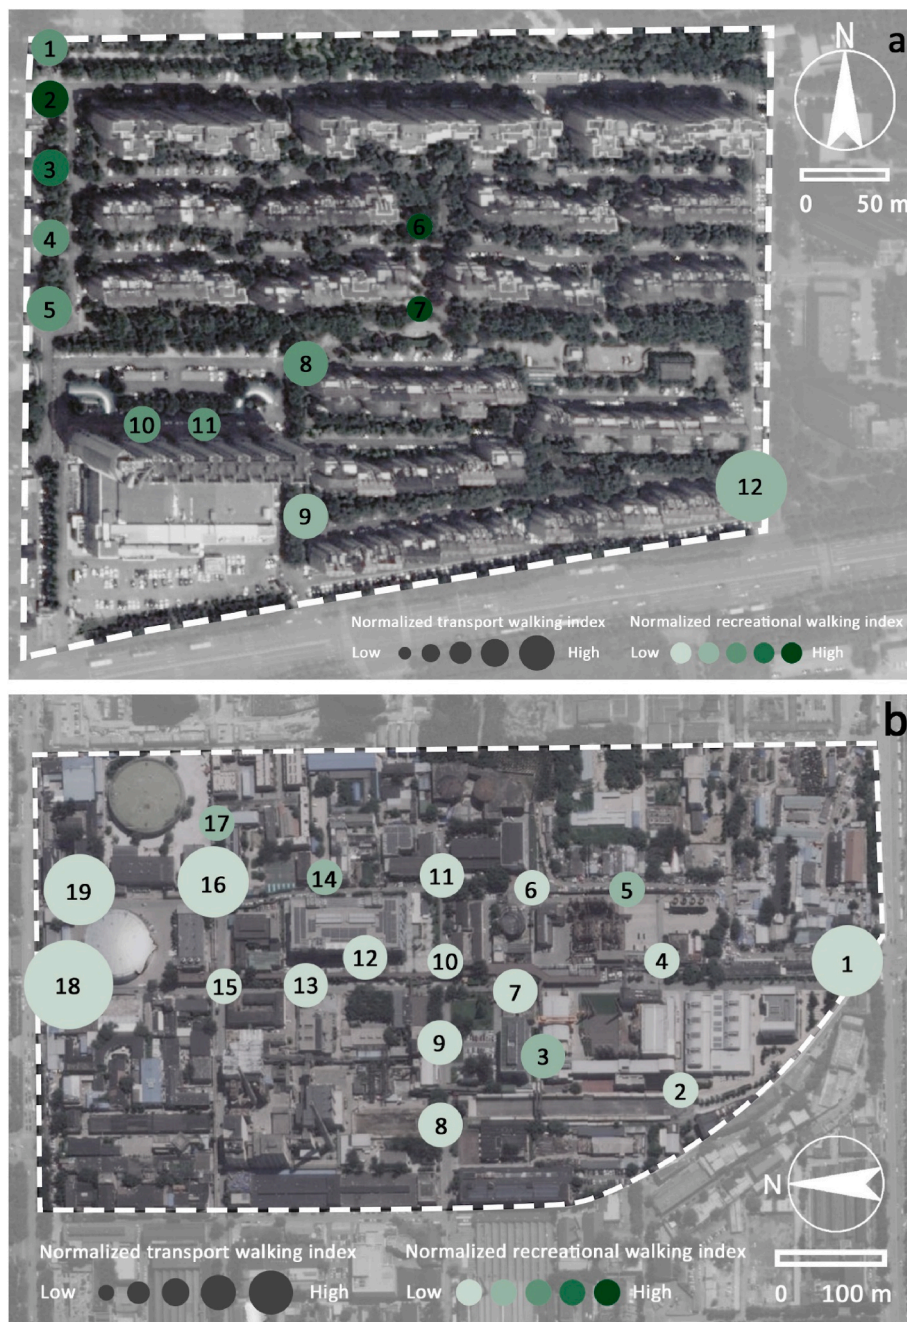 a
N
0 50 m
1
2
3
4
5
6
7
8
9
10
11
12
Normalized transport walking index
Low High
Normalized recreational walking index
Low High
b
17
19
16
14
11
6
5
18
15
13
12
10
7
4
1
9
3
2
8
N
0 100 m
Normalized transport walking index
Low High
Normalized recreational walking index
Low High